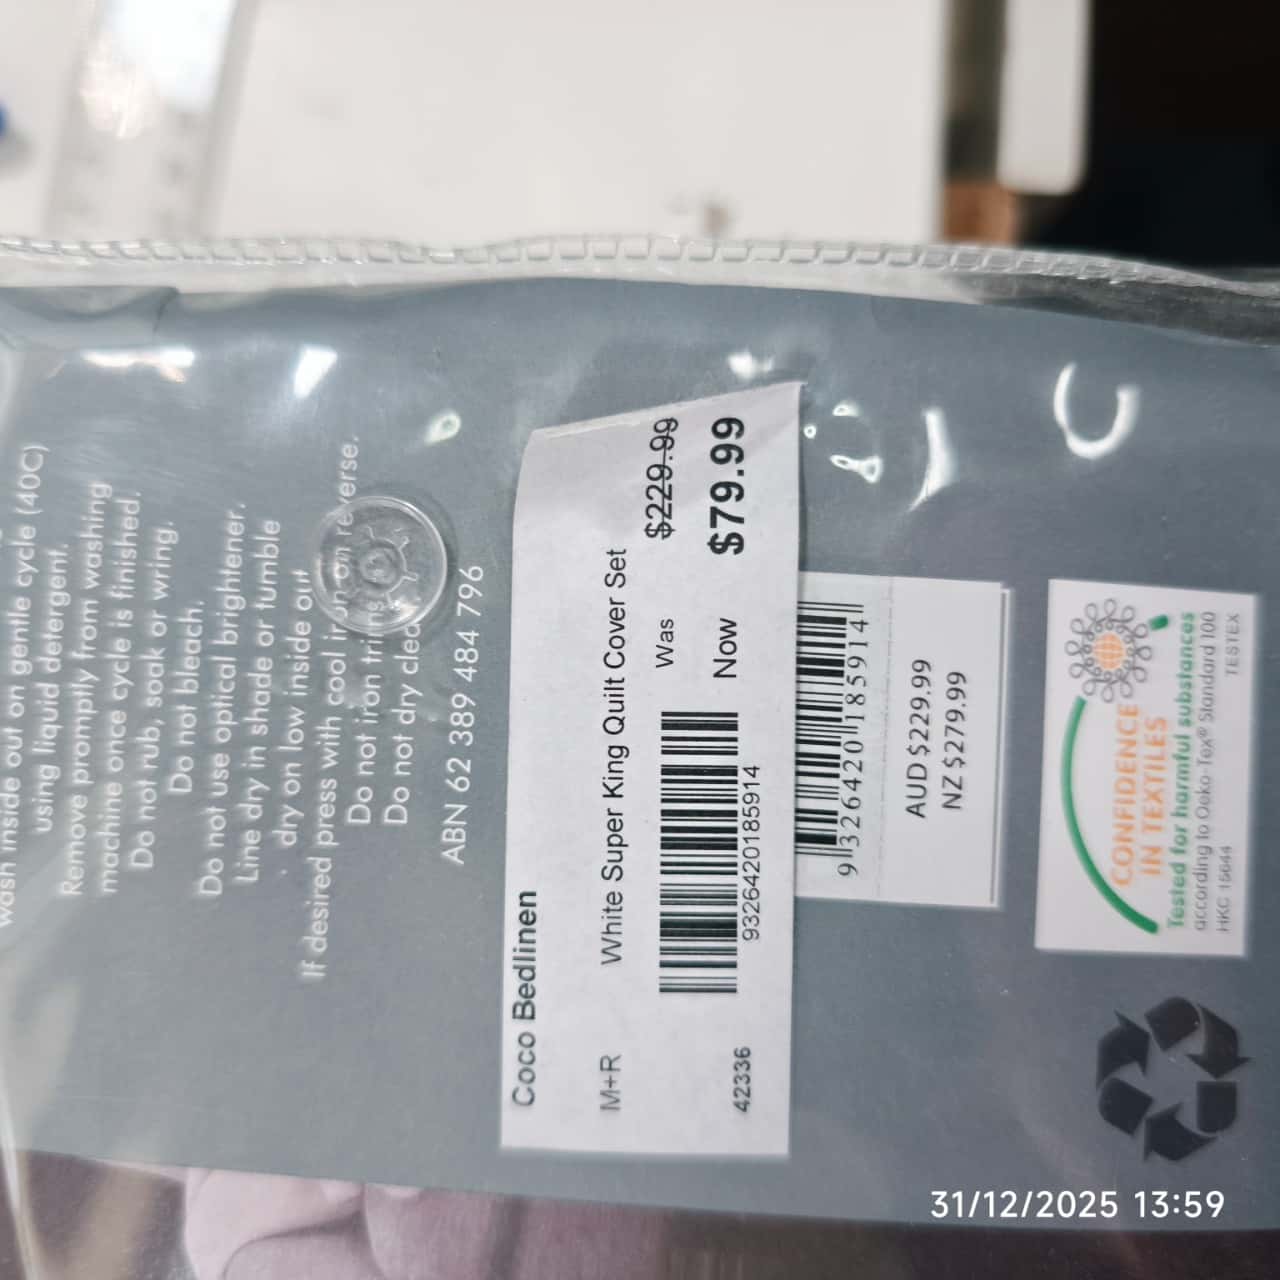 wash inside out on gentle cycle (40C)
using liquid detergent.
Remove promptly from washing
machine once cycle is finished.
Do not rub, soak or wring.
Do not bleach.
Do not use optical brightener.
Line dry in shade or tumble
dry on low inside out
If desired press with cool iron on reverse.
Do not iron trims
Do not dry clean
ABN 62 389 484 796
Coco Bedlinen
M+R White Super King Quilt Cover Set
Was $229.99
Now $79.99
9326420185914
42336
9 326420 185914
AUD $229.99
NZ $279.99
CONFIDENCE
IN TEXTILES
Tested for harmful substances
according to Oeko-Tex® Standard 100
HKC 15644 TESTEX
31/12/2025 13:59